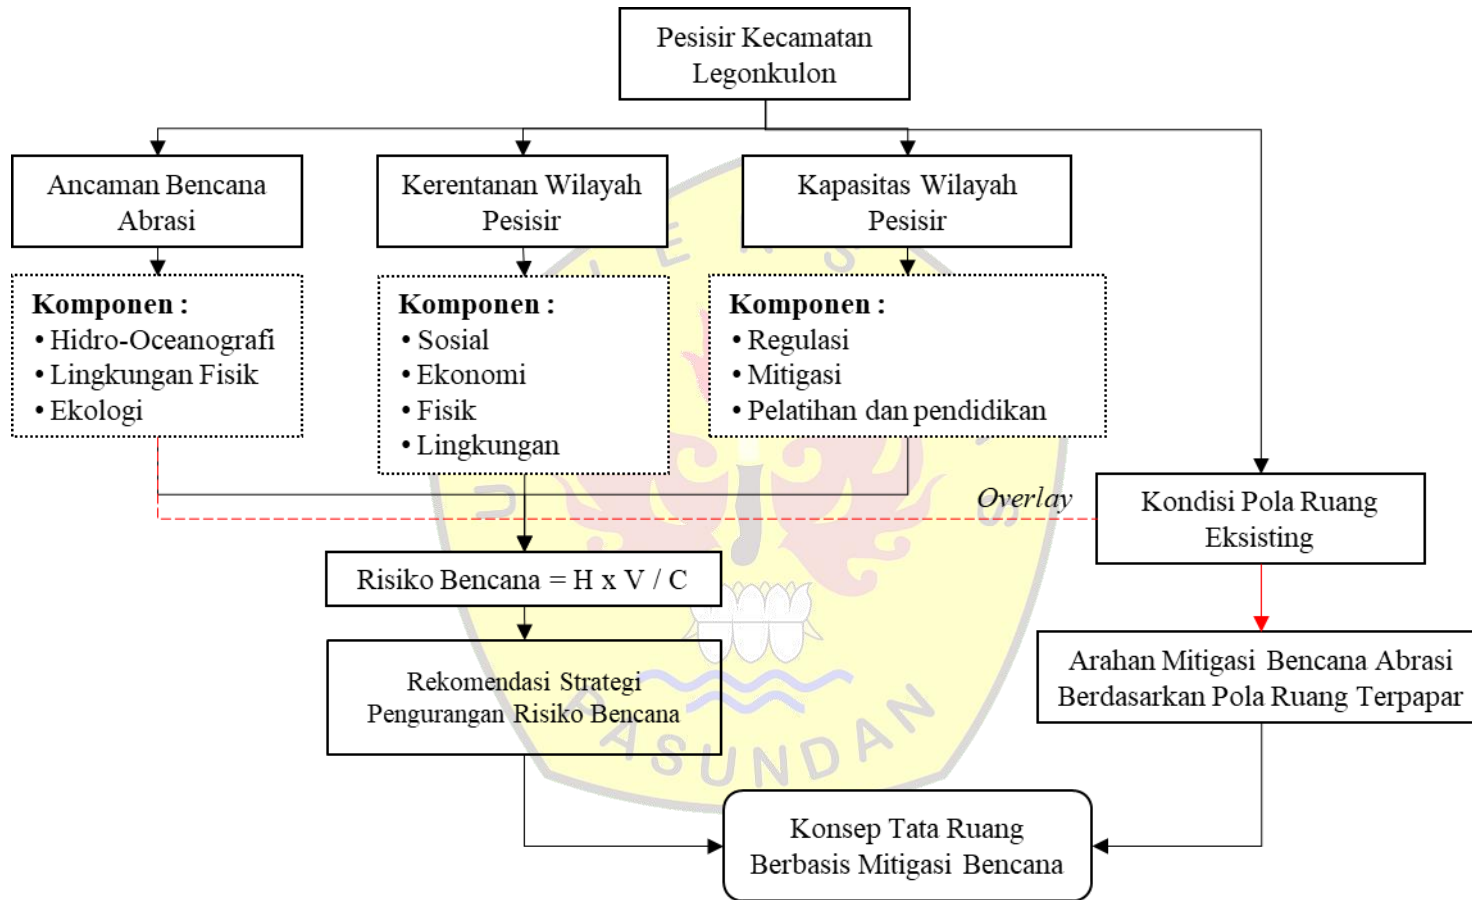 Pesisir Kecamatan
Legonkulon
Ancaman Bencana
Abrasi
Kerentanan Wilayah
Pesisir
Kapasitas Wilayah
Pesisir
Komponen :
• Hidro-Oceanografi
• Lingkungan Fisik
• Ekologi
Komponen :
• Sosial
• Ekonomi
• Fisik
• Lingkungan
Komponen :
• Regulasi
• Mitigasi
• Pelatihan dan pendidikan
Overlay
Kondisi Pola Ruang
Eksisting
Risiko Bencana = H x V / C
Rekomendasi Strategi
Pengurangan Risiko Bencana
Arahan Mitigasi Bencana Abrasi
Berdasarkan Pola Ruang Terpapar
Konsep Tata Ruang
Berbasis Mitigasi Bencana
PASUNDAN